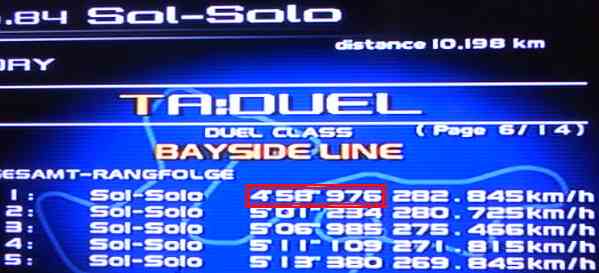 .84 Sol-Solo
distance 10.198 km
DAY
TA:DUEL
DUEL CLASS (Page 6/14)
BAYSIDE LINE
GESAMT-RANGFOLGE
1: Sol-Solo 4'58"976 282.845km/h
2: Sol-Solo 5'01"234 280.725km/h
3: Sol-Solo 5'06"985 275.466km/h
4: Sol-Solo 5'11"109 271.815km/h
5: Sol-Solo 5'13"380 269.845km/h